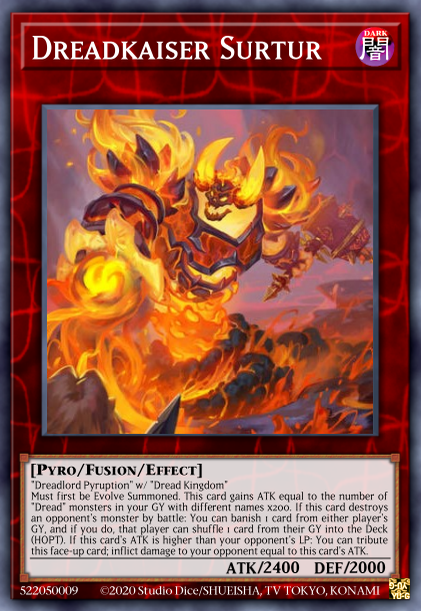 DREADKAISER SURTUR
DARK
闇
[PYRO/FUSION/EFFECT]
"Dreadlord Pyruption" w/ "Dread Kingdom"
Must first be Evolve Summoned. This card gains ATK equal to the number of
"Dread" monsters in your GY with different names x200. If this card destroys
an opponent's monster by battle: You can banish 1 card from either player's
GY, and if you do, that player can shuffle 1 card from their GY into the Deck
(HOPT). If this card's ATK is higher than your opponent's LP: You can tribute
this face-up card; inflict damage to your opponent equal to this card's ATK.
ATK/2400 DEF/2000
522050009 ©2020 Studio Dice/SHUEISHA, TV TOKYO, KONAMI